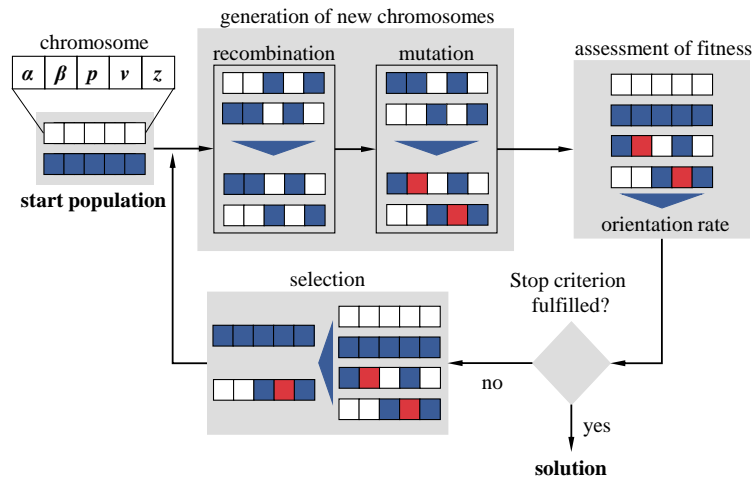 generation of new chromosomes
chromosome
α β p v z
start population
recombination
mutation
assessment of fitness
orientation rate
selection
Stop criterion
fulfilled?
no
yes
solution